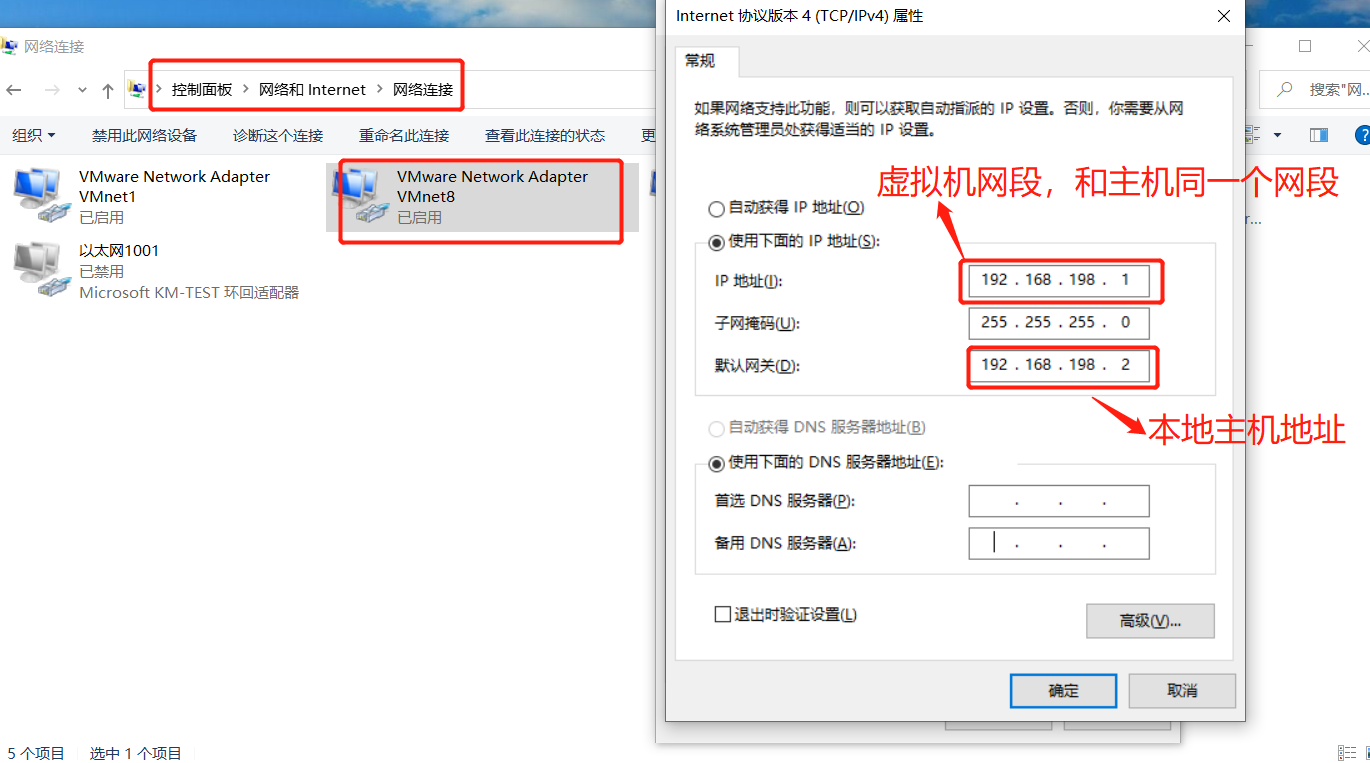 网络连接
控制面板 > 网络和 Internet > 网络连接
搜索"网...
组织 禁用此网络设备 诊断这个连接 重命名此连接 查看此连接的状态 更
VMware Network Adapter
VMnet1
已启用
VMware Network Adapter
VMnet8
已启用
以太网1001
已禁用
Microsoft KM-TEST 环回适配器
r...
5 个项目 选中 1 个项目
Internet 协议版本 4 (TCP/IPv4) 属性
常规
如果网络支持此功能，则可以获取自动指派的 IP 设置。否则，你需要从网
络系统管理员处获得适当的 IP 设置。
虚拟机网段，和主机同一个网段
自动获得 IP 地址(O)
使用下面的 IP 地址(S):
IP 地址(I): 192 . 168 . 198 . 1
子网掩码(U): 255 . 255 . 255 . 0
默认网关(D): 192 . 168 . 198 . 2
本地主机地址
自动获得 DNS 服务器地址(B)
使用下面的 DNS 服务器地址(E):
首选 DNS 服务器(P): . . .
备用 DNS 服务器(A): . . .
退出时验证设置(L)
高级(V)...
确定 取消